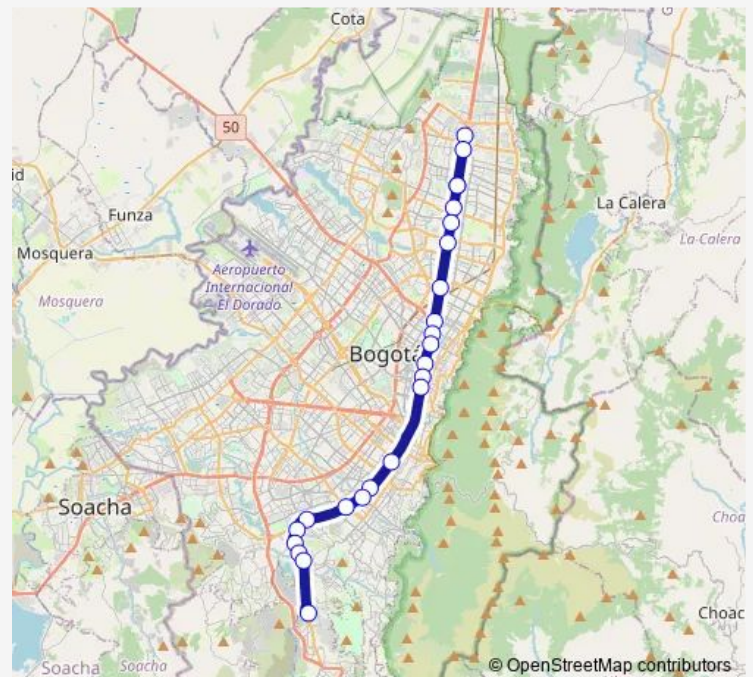 Cota
50
id
Funza
La Calera
Mosquera
La-Calera
Aeropuerto
Internacional
El Dorado
Mosquera
Bogotá
Soacha
Choa
Choac
Soacha
Soacha
© OpenStreetMap contributors